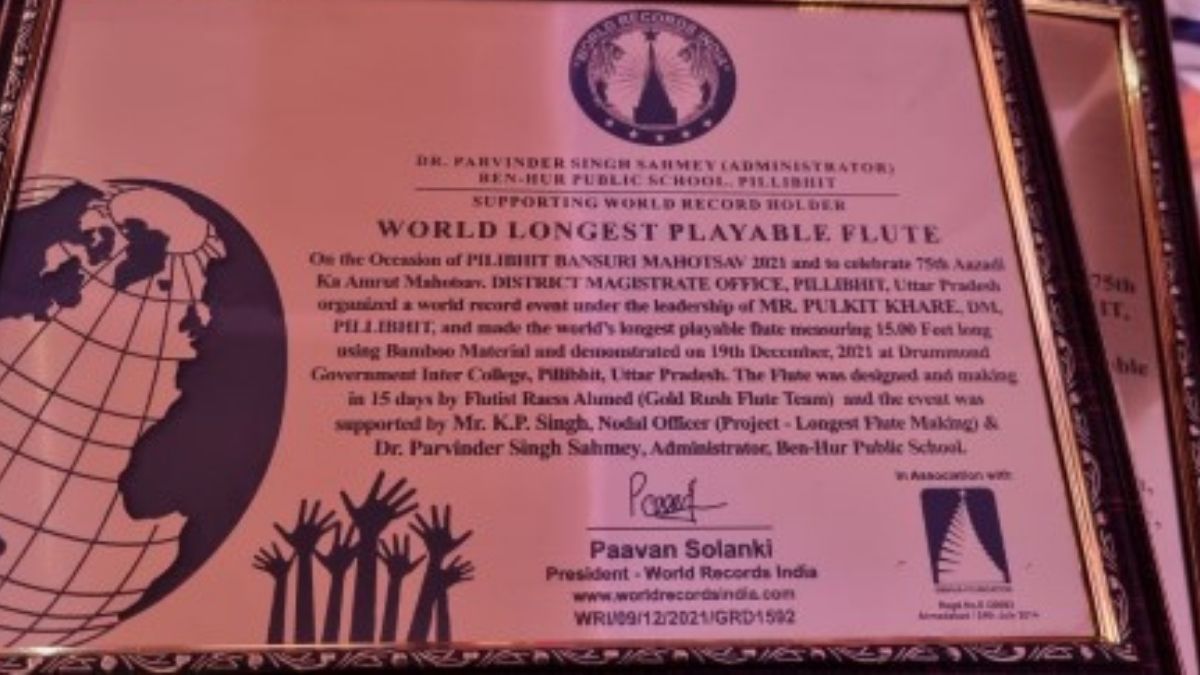 WORLD RECORDS INDIA
DR. PARVINDER SINGH SAHMEY (ADMINISTRATOR)
BEN-HUR PUBLIC SCHOOL, PILLIBHIT
SUPPORTING WORLD RECORD HOLDER
WORLD LONGEST PLAYABLE FLUTE
On the Occasion of PILIBHIT BANSURI MAHOTSAV 2021 and to celebrate 75th Aazadi
Ka Amrut Mahotsav. DISTRICT MAGISTRATE OFFICE, PILLIBHIT, Uttar Pradesh
organized a world record event under the leadership of MR. PULKIT KHARE, DM,
PILLIBHIT, and made the world's longest playable flute measuring 15.00 Feet long
using Bamboo Material and demonstrated on 19th December, 2021 at Drummond
Government Inter College, Pillibhit, Uttar Pradesh. The Flute was designed and making
in 15 days by Flutist Raess Ahmed (Gold Rush Flute Team) and the event was
supported by Mr. K.P. Singh, Nodal Officer (Project - Longest Flute Making) &
Dr. Parvinder Singh Sahmey, Administrator, Ben-Hur Public School.
Paavan Solanki
President - World Records India
www.worldrecordsindia.com
WRI/09/12/2021/GRD1592
In Association with
75th